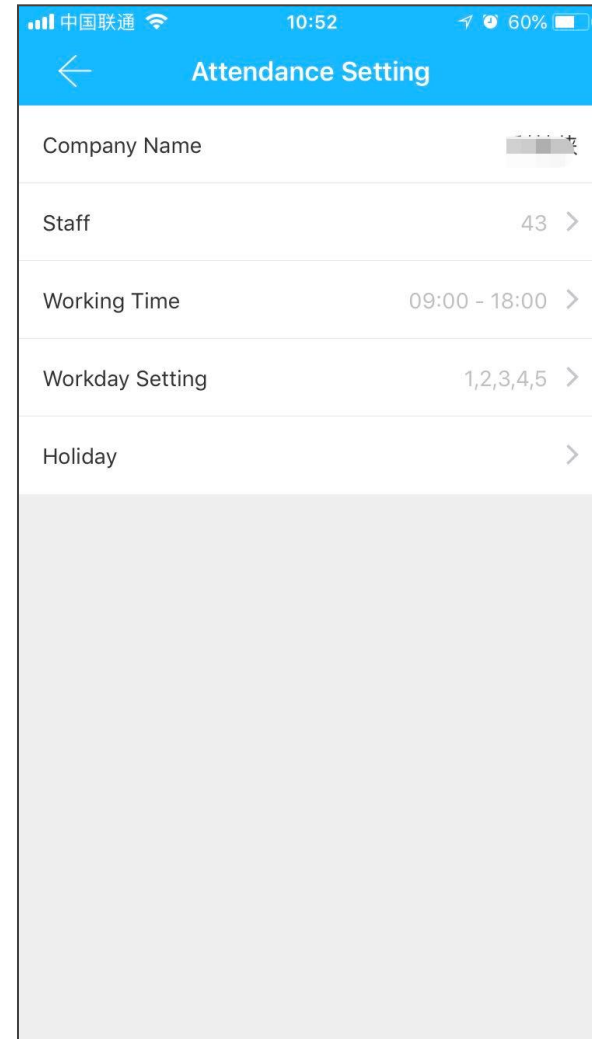 中国联通 10:52 60%
Attendance Setting
Company Name
Staff 43
Working Time 09:00 - 18:00
Workday Setting 1,2,3,4,5
Holiday